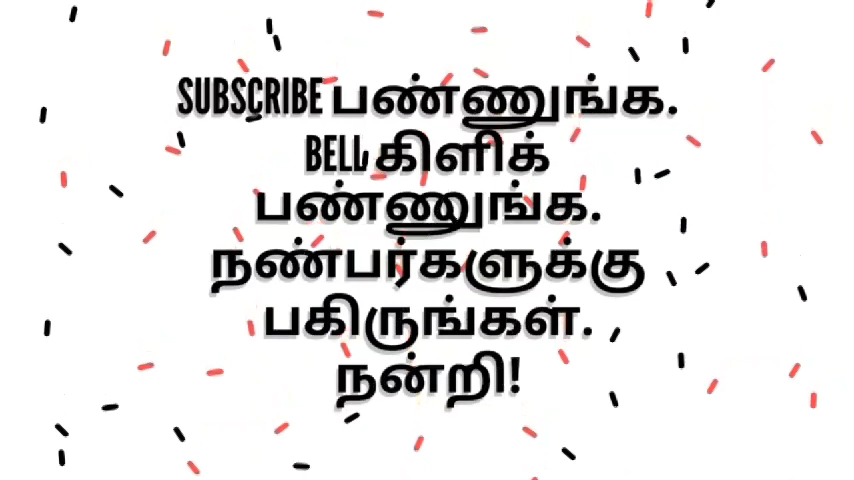 SUBSCRIBE பண்ணுங்க.
BELL கிளிக்
பண்ணுங்க.
நண்பர்களுக்கு
பகிருங்கள்.
நன்றி!